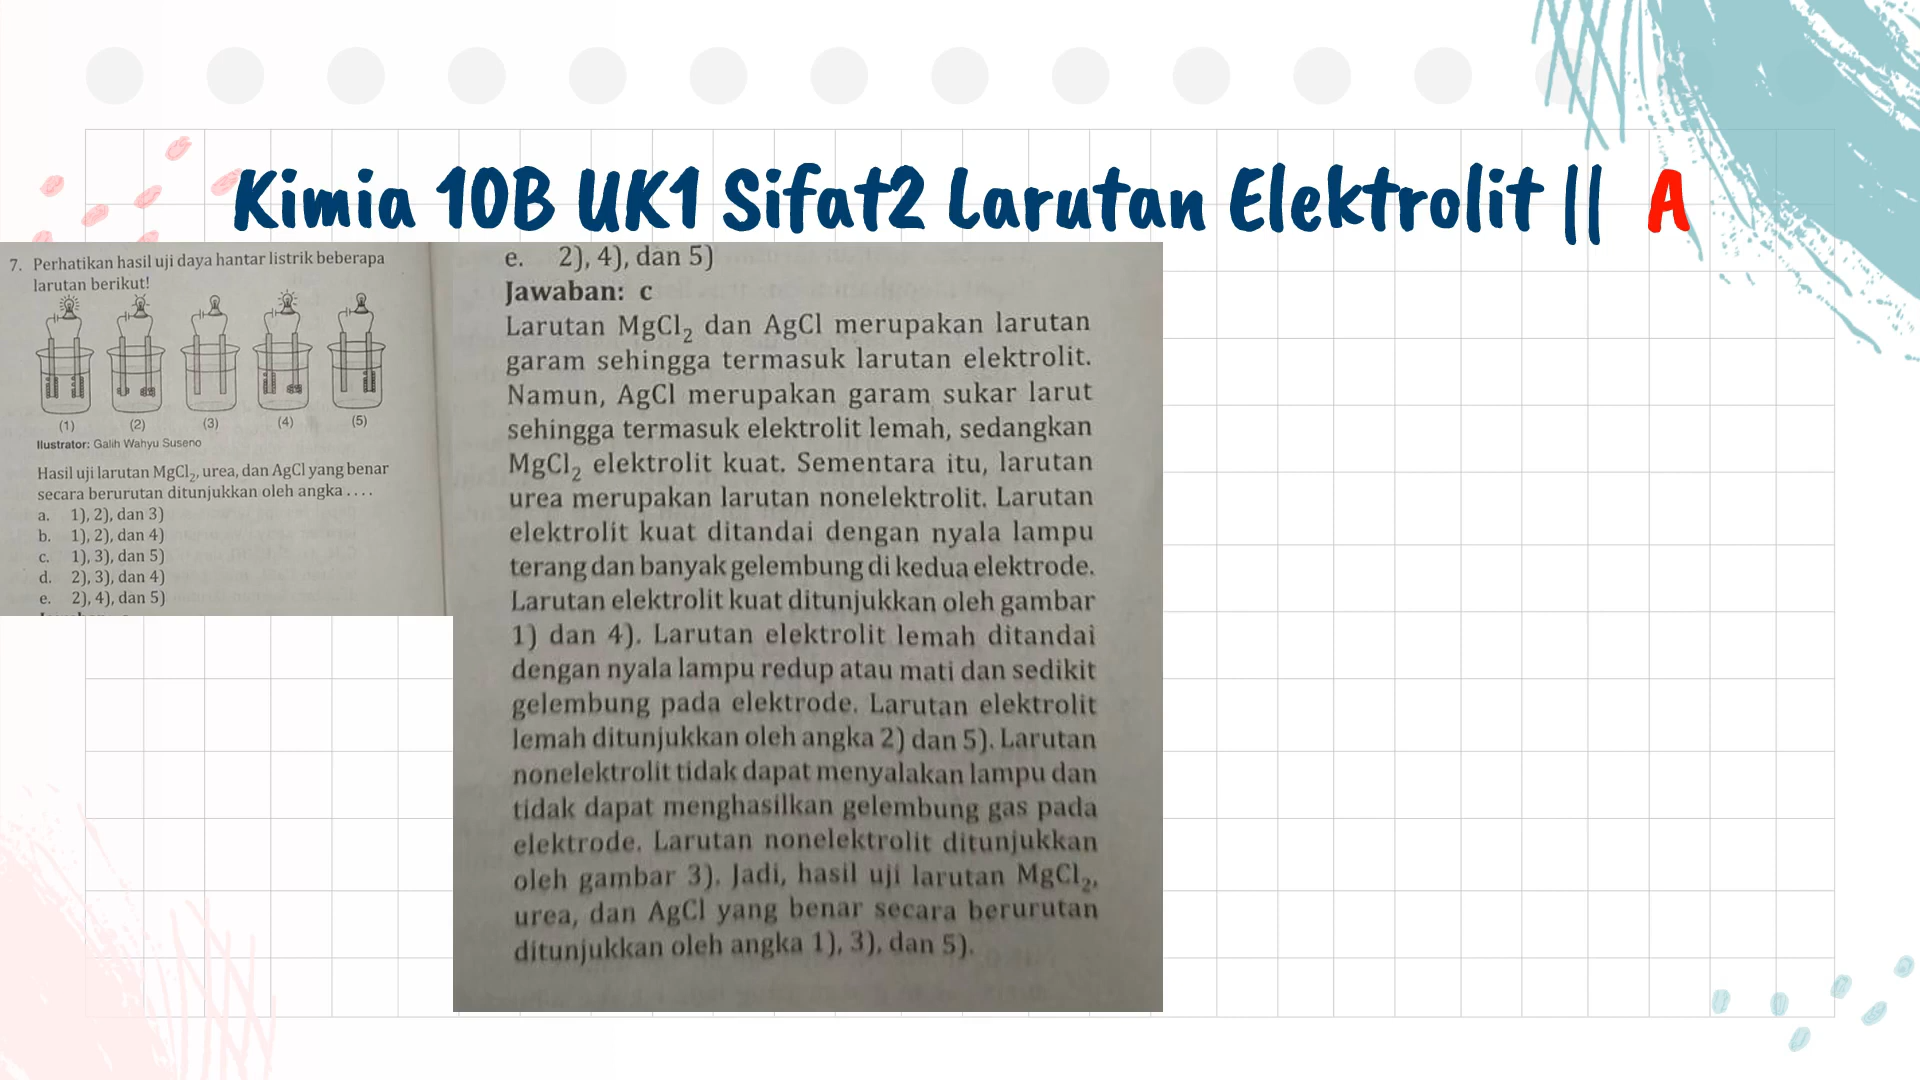 Kimia 10B UK1 Sifat2 Larutan Elektrolit || A
7. Perhatikan hasil uji daya hantar listrik beberapa
larutan berikut!
(1) (2) (3) (4) (5)
Ilustrator: Galih Wahyu Suseno
Hasil uji larutan MgCl₂, urea, dan AgCl yang benar
secara berurutan ditunjukkan oleh angka . . . .
a. 1), 2), dan 3)
b. 1), 2), dan 4)
c. 1), 3), dan 5)
d. 2), 3), dan 4)
e. 2), 4), dan 5)
e. 2), 4), dan 5)
Jawaban: c
Larutan MgCl₂ dan AgCl merupakan larutan
garam sehingga termasuk larutan elektrolit.
Namun, AgCl merupakan garam sukar larut
sehingga termasuk elektrolit lemah, sedangkan
MgCl₂ elektrolit kuat. Sementara itu, larutan
urea merupakan larutan nonelektrolit. Larutan
elektrolit kuat ditandai dengan nyala lampu
terang dan banyak gelembung di kedua elektrode.
Larutan elektrolit kuat ditunjukkan oleh gambar
1) dan 4). Larutan elektrolit lemah ditandai
dengan nyala lampu redup atau mati dan sedikit
gelembung pada elektrode. Larutan elektrolit
lemah ditunjukkan oleh angka 2) dan 5). Larutan
nonelektrolit tidak dapat menyalakan lampu dan
tidak dapat menghasilkan gelembung gas pada
elektrode. Larutan nonelektrolit ditunjukkan
oleh gambar 3). Jadi, hasil uji larutan MgCl₂,
urea, dan AgCl yang benar secara berurutan
ditunjukkan oleh angka 1), 3), dan 5).